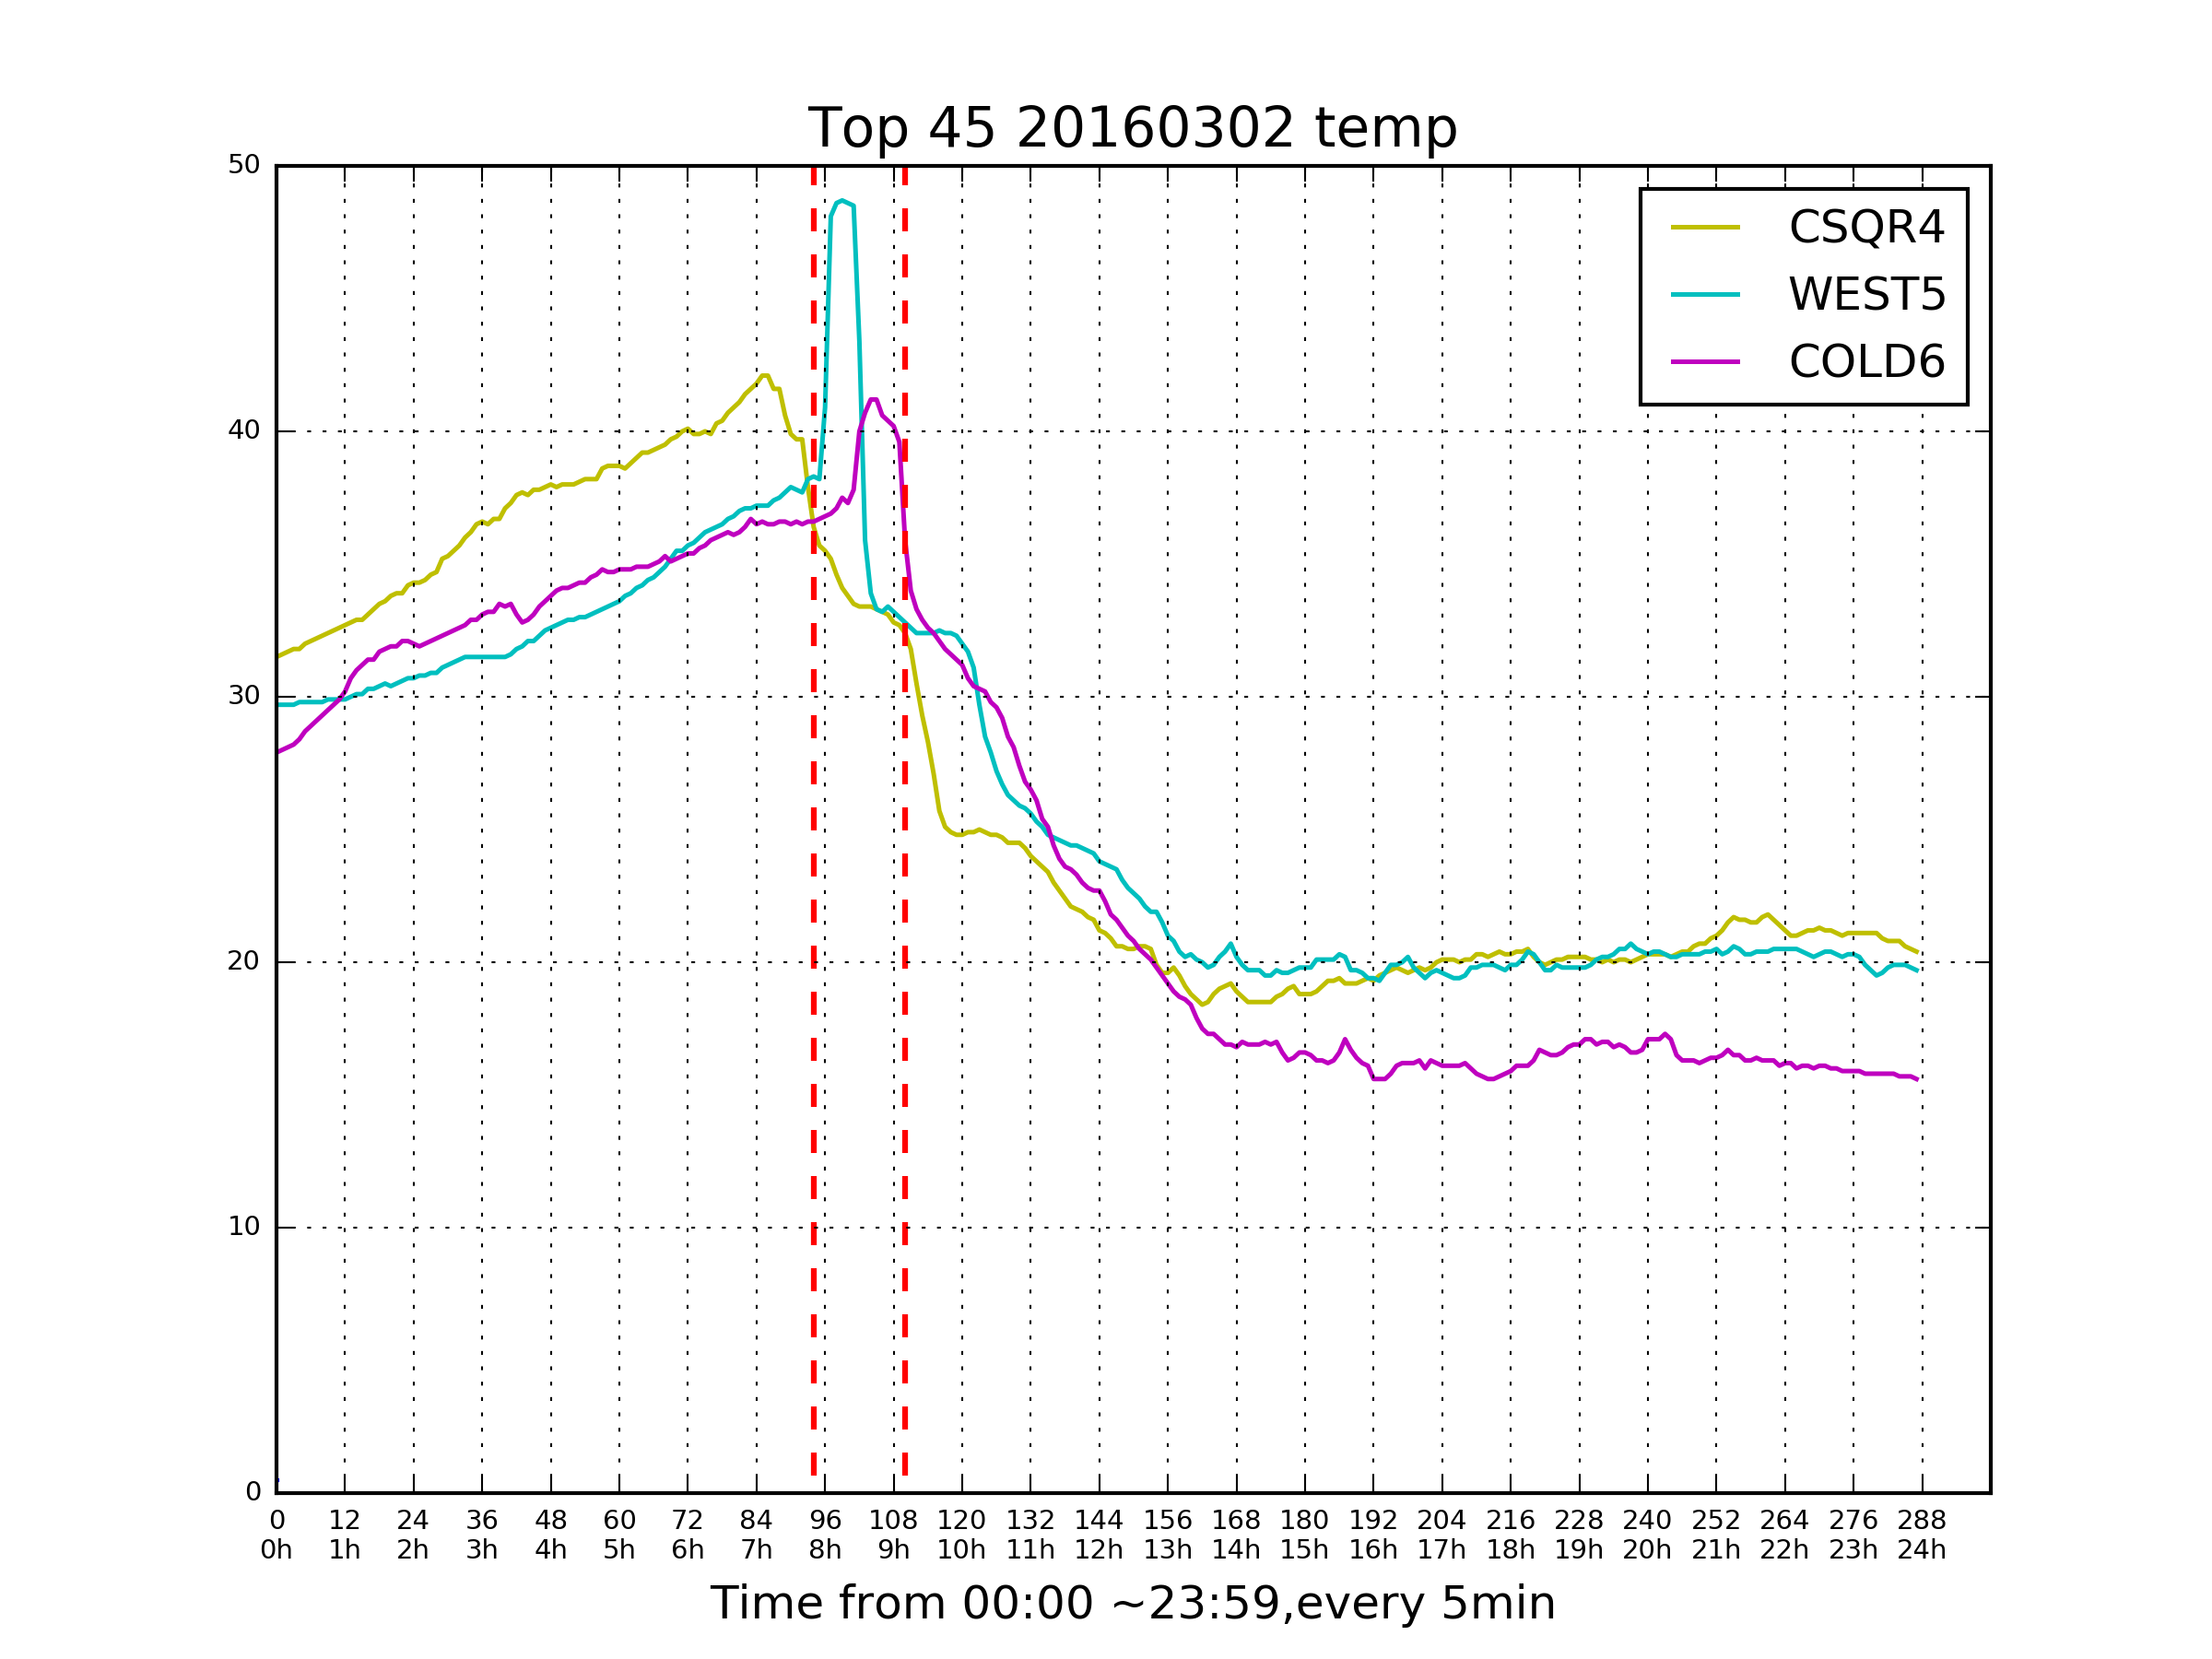 Top 45 20160302 temp
50
40
30
20
10
0
CSQR4
WEST5
COLD6
0 12 24 36 48 60 72 84 96 108 120 132 144 156 168 180 192 204 216 228 240 252 264 276 288
0h 1h 2h 3h 4h 5h 6h 7h 8h 9h 10h 11h 12h 13h 14h 15h 16h 17h 18h 19h 20h 21h 22h 23h 24h
Time from 00:00 ~23:59,every 5min